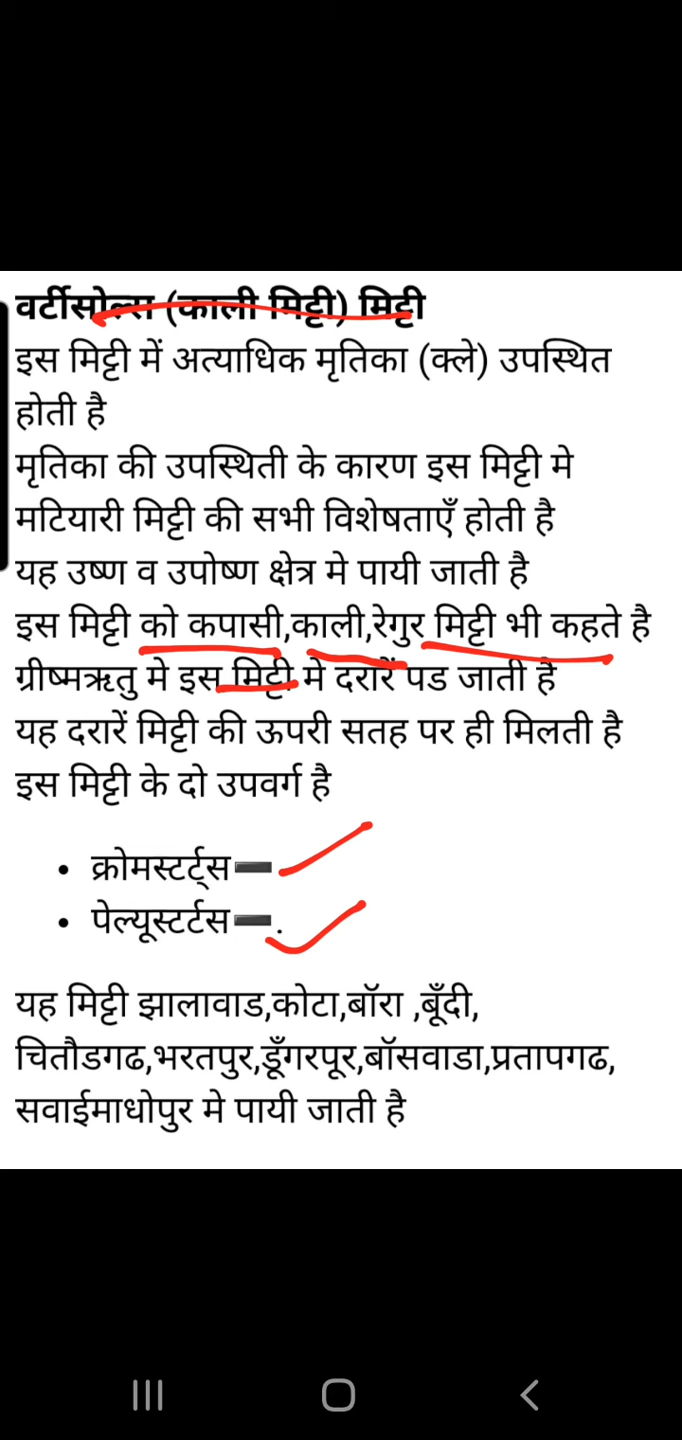 वर्टीसोल्स (काली मिट्टी) मिट्टी
इस मिट्टी में अत्याधिक मृतिका (क्ले) उपस्थित
होती है
मृतिका की उपस्थिती के कारण इस मिट्टी मे
मटियारी मिट्टी की सभी विशेषताएँ होती है
यह उष्ण व उपोष्ण क्षेत्र मे पायी जाती है
इस मिट्टी को कपासी,काली,रेगुर मिट्टी भी कहते है
ग्रीष्मऋतु मे इस मिट्टी मे दरारें पड जाती है
यह दरारें मिट्टी की ऊपरी सतह पर ही मिलती है
इस मिट्टी के दो उपवर्ग है
• क्रोमस्टर्ट्स➖
• पेल्यूस्टर्टस➖.
यह मिट्टी झालावाड,कोटा,बॉरा ,बूँदी,
चितौडगढ,भरतपुर,डूँगरपूर,बॉसवाडा,प्रतापगढ,
सवाईमाधोपुर मे पायी जाती है